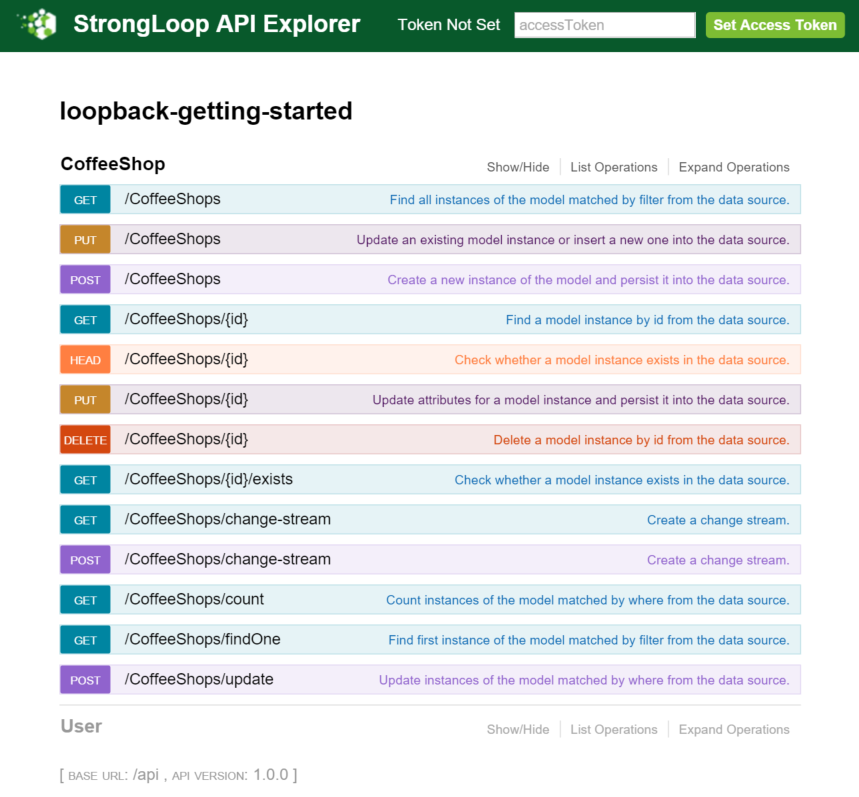 StrongLoop API Explorer Token Not Set accessToken Set Access Token
loopback-getting-started
CoffeeShop Show/Hide List Operations Expand Operations
GET /CoffeeShops Find all instances of the model matched by filter from the data source.
PUT /CoffeeShops Update an existing model instance or insert a new one into the data source.
POST /CoffeeShops Create a new instance of the model and persist it into the data source.
GET /CoffeeShops/{id} Find a model instance by id from the data source.
HEAD /CoffeeShops/{id} Check whether a model instance exists in the data source.
PUT /CoffeeShops/{id} Update attributes for a model instance and persist it into the data source.
DELETE /CoffeeShops/{id} Delete a model instance by id from the data source.
GET /CoffeeShops/{id}/exists Check whether a model instance exists in the data source.
GET /CoffeeShops/change-stream Create a change stream.
POST /CoffeeShops/change-stream Create a change stream.
GET /CoffeeShops/count Count instances of the model matched by where from the data source.
GET /CoffeeShops/findOne Find first instance of the model matched by filter from the data source.
POST /CoffeeShops/update Update instances of the model matched by where from the data source.
User Show/Hide List Operations Expand Operations
[ BASE URL: /api , API VERSION: 1.0.0 ]